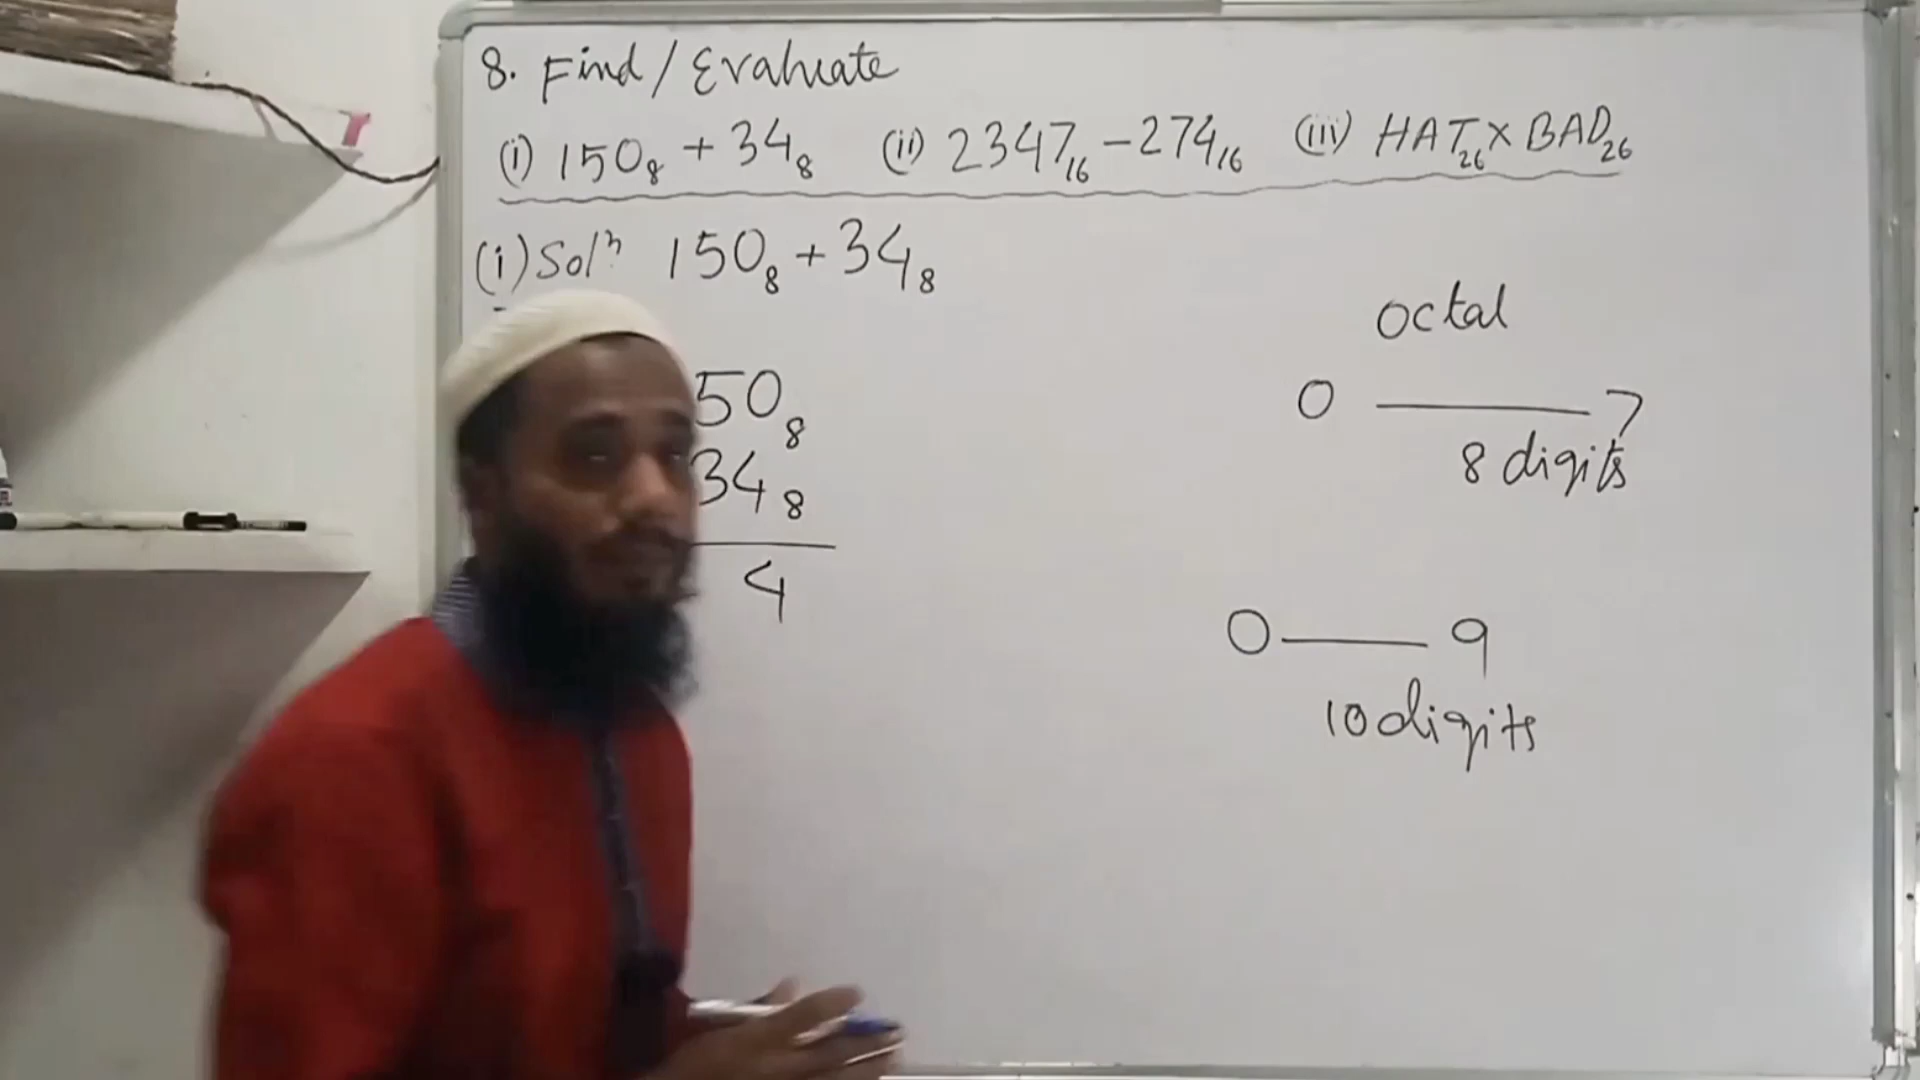 8. Find / Evaluate
(i) 150₈ + 34₈ (ii) 2347₁₆ - 274₁₆ (iii) HAT₂₆ X BAD₂₆
(i) Solⁿ 150₈ + 34₈
octal
50₈
0 — 7
34₈
8 digits
4
0 — 9
10 digits